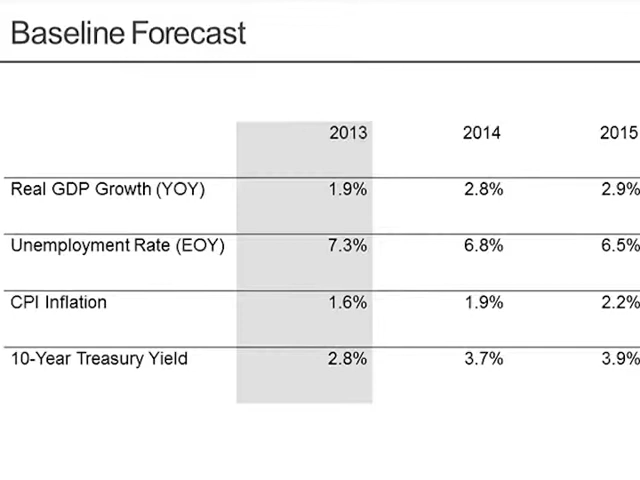 Baseline Forecast
2013 2014 2015
Real GDP Growth (YOY) 1.9% 2.8% 2.9%
Unemployment Rate (EOY) 7.3% 6.8% 6.5%
CPI Inflation 1.6% 1.9% 2.2%
10-Year Treasury Yield 2.8% 3.7% 3.9%